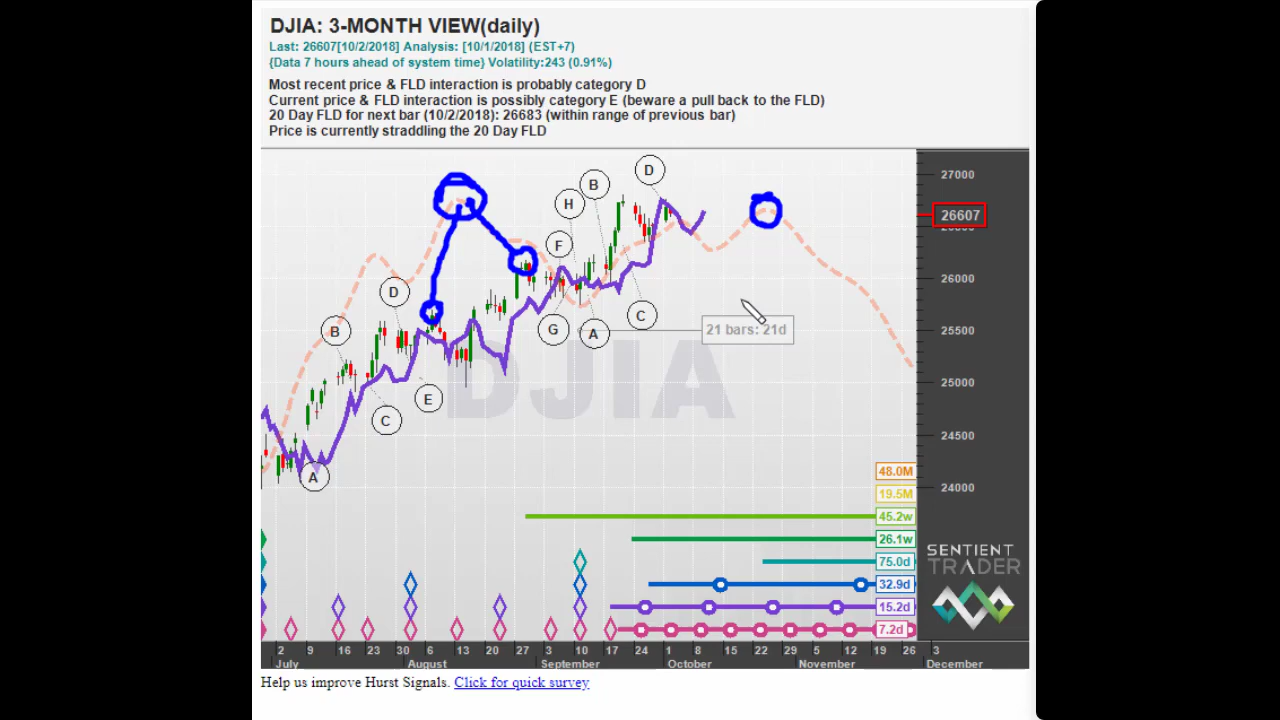 DJIA: 3-MONTH VIEW(daily)
Last: 26607[10/2/2018] Analysis: [10/1/2018] (EST+7)
{Data 7 hours ahead of system time} Volatility:243 (0.91%)
Most recent price & FLD interaction is probably category D
Current price & FLD interaction is possibly category E (beware a pull back to the FLD)
20 Day FLD for next bar (10/2/2018): 26683 (within range of previous bar)
Price is currently straddling the 20 Day FLD
D
27000
B
H
26607
F
26000
D
B
G
A
C
21 bars: 21d
25500
DJIA
25000
E
C
24500
A
48.0M
24000
19.5M
45.2w
26.1w
SENTIENT
TRADER
75.0d
32.9d
15.2d
7.2d
2 9 16 23 30 6 13 20 27 3 10 17 24 1 8 15 22 29 5 12 19 26 3
July August September October November December
Help us improve Hurst Signals. Click for quick survey